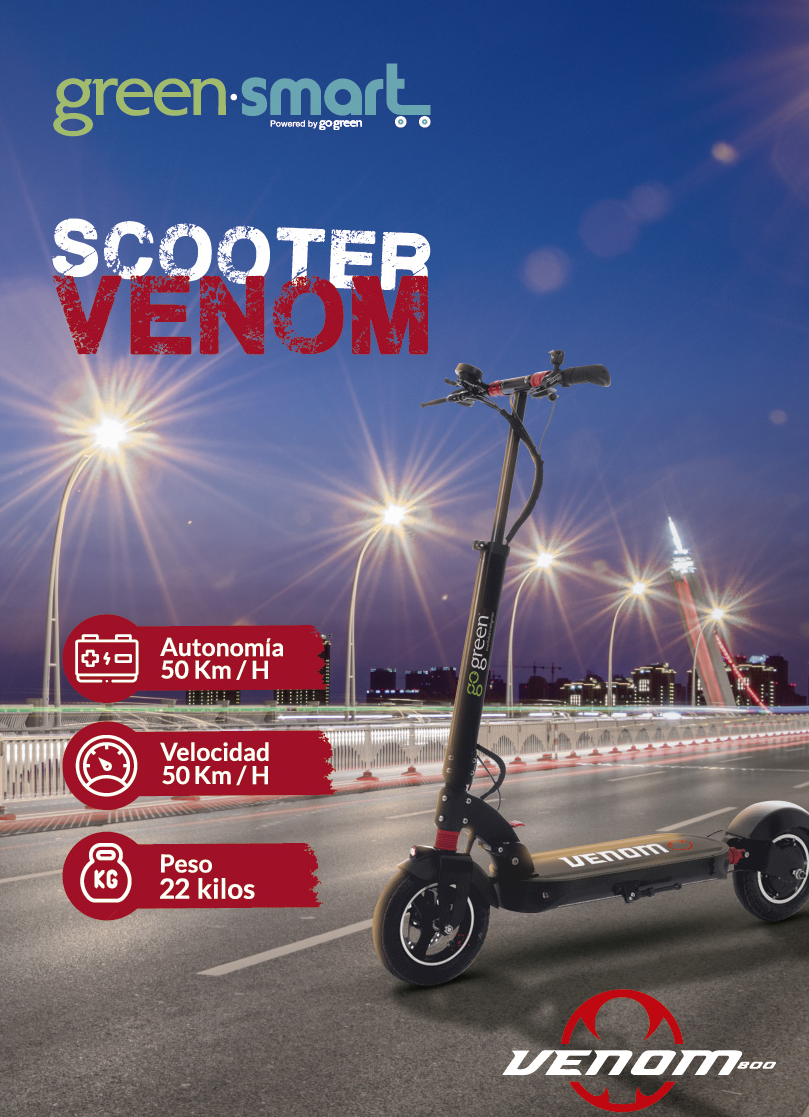 green·smart
Powered by gogreen
SCOOTER
VENOM
Autonomía
50 Km / H
Velocidad
50 Km / H
KG
Peso
22 kilos
gogreen
VENOM
VENOM 800